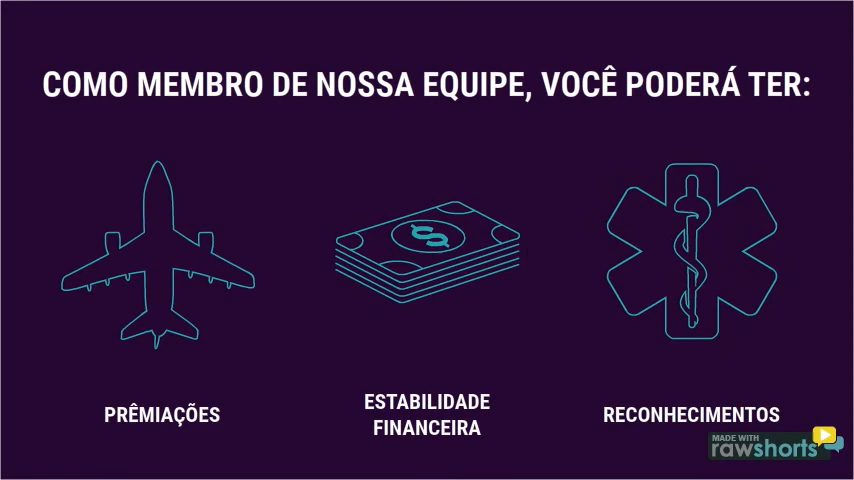 COMO MEMBRO DE NOSSA EQUIPE, VOCÊ PODERÁ TER:
PRÊMIAÇÕES
ESTABILIDADE
FINANCEIRA
RECONHECIMENTOS
MADE WITH
rawshorts